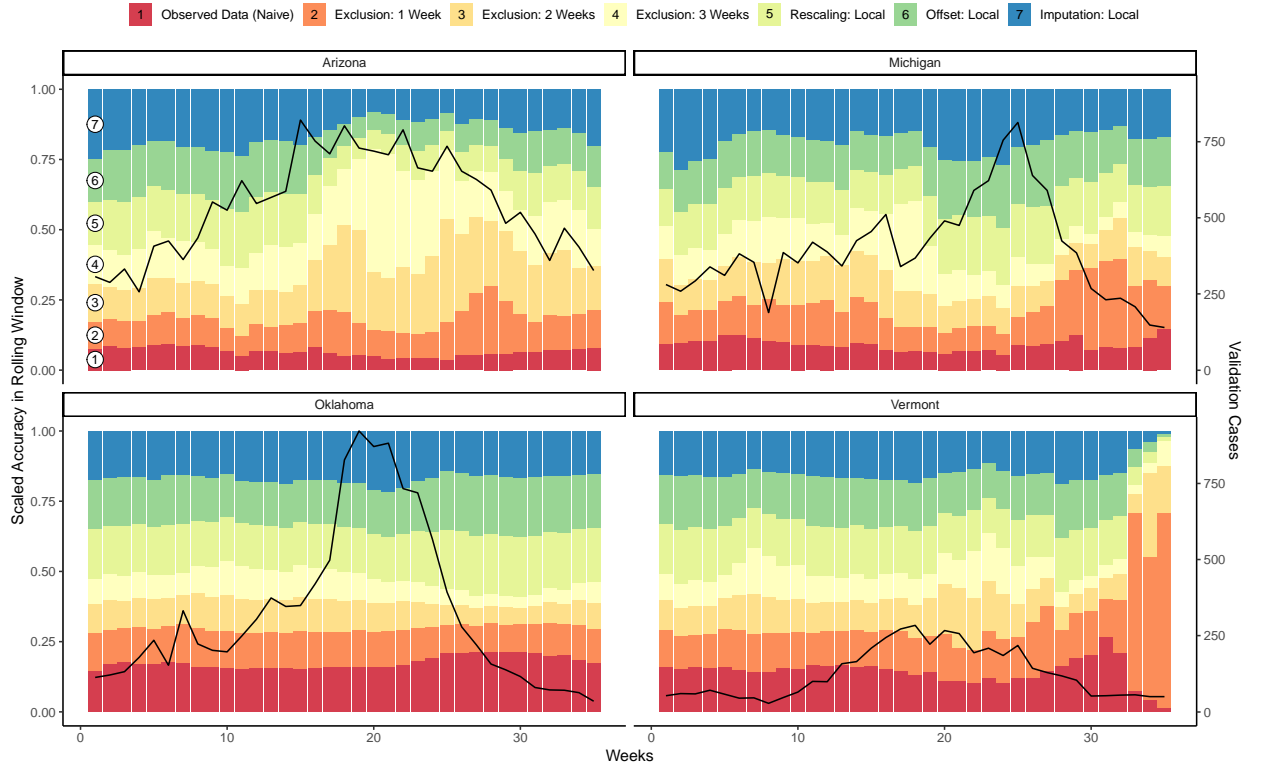 1 Observed Data (Naive) 2 Exclusion: 1 Week 3 Exclusion: 2 Weeks 4 Exclusion: 3 Weeks 5 Rescaling: Local 6 Offset: Local 7 Imputation: Local
Arizona
Michigan
1.00
0.75
0.50
0.25
0.00
7
6
5
4
3
2
1
750
500
250
0
Oklahoma
Vermont
1.00
0.75
0.50
0.25
0.00
750
500
250
0
0 10 20 30
0 10 20 30
Weeks
Scaled Accuracy in Rolling Window
Validation Cases